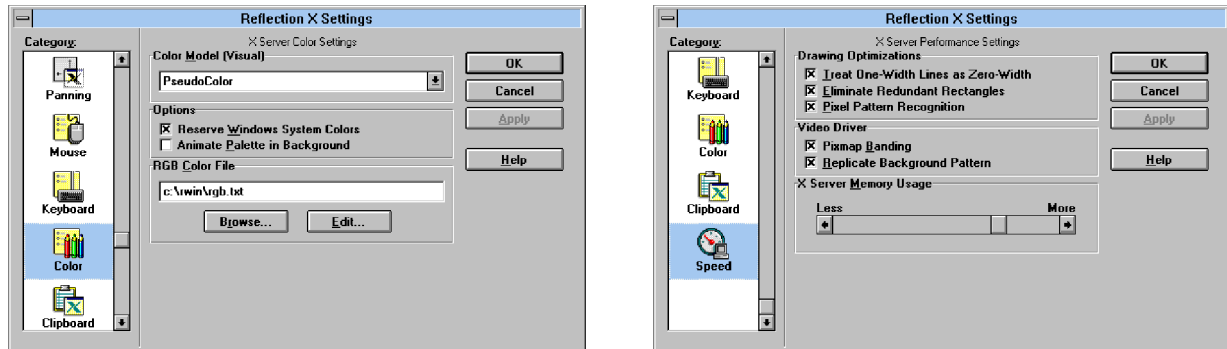 Reflection X Settings
Category:
Panning
Mouse
Keyboard
Color
Clipboard
X Server Color Settings
Color Model (Visual)
PseudoColor
Options
Reserve Windows System Colors
Animate Palette in Background
RGB Color File
c:\rwin\rgb.txt
Browse... Edit...
OK
Cancel
Apply
Help
Reflection X Settings
Category:
Keyboard
Color
Clipboard
Speed
X Server Performance Settings
Drawing Optimizations
Treat One-Width Lines as Zero-Width
Eliminate Redundant Rectangles
Pixel Pattern Recognition
Video Driver
Pixmap Banding
Replicate Background Pattern
X Server Memory Usage
Less More
OK
Cancel
Apply
Help